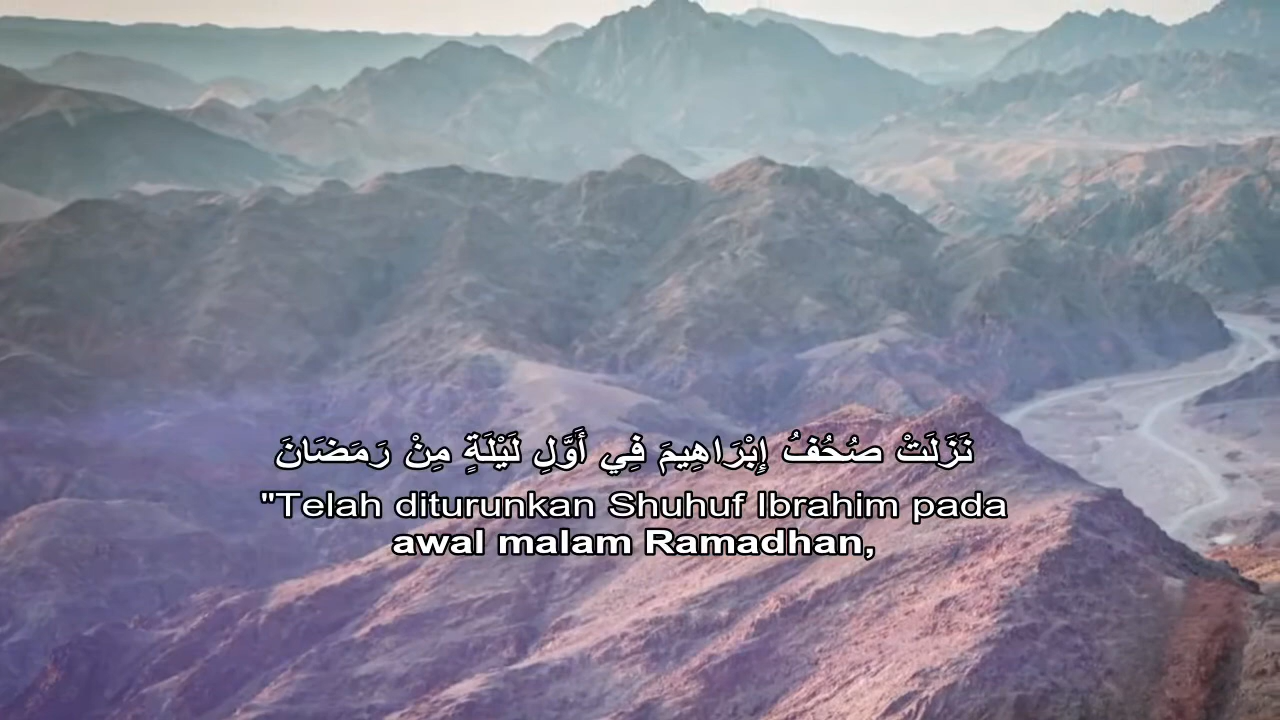 نَزَلَتْ صُحُفُ إِبْرَاهِيمَ فِي أَوَّلِ لَيْلَةٍ مِنْ رَمَضَانَ
"Telah diturunkan Shuhuf Ibrahim pada
awal malam Ramadhan,